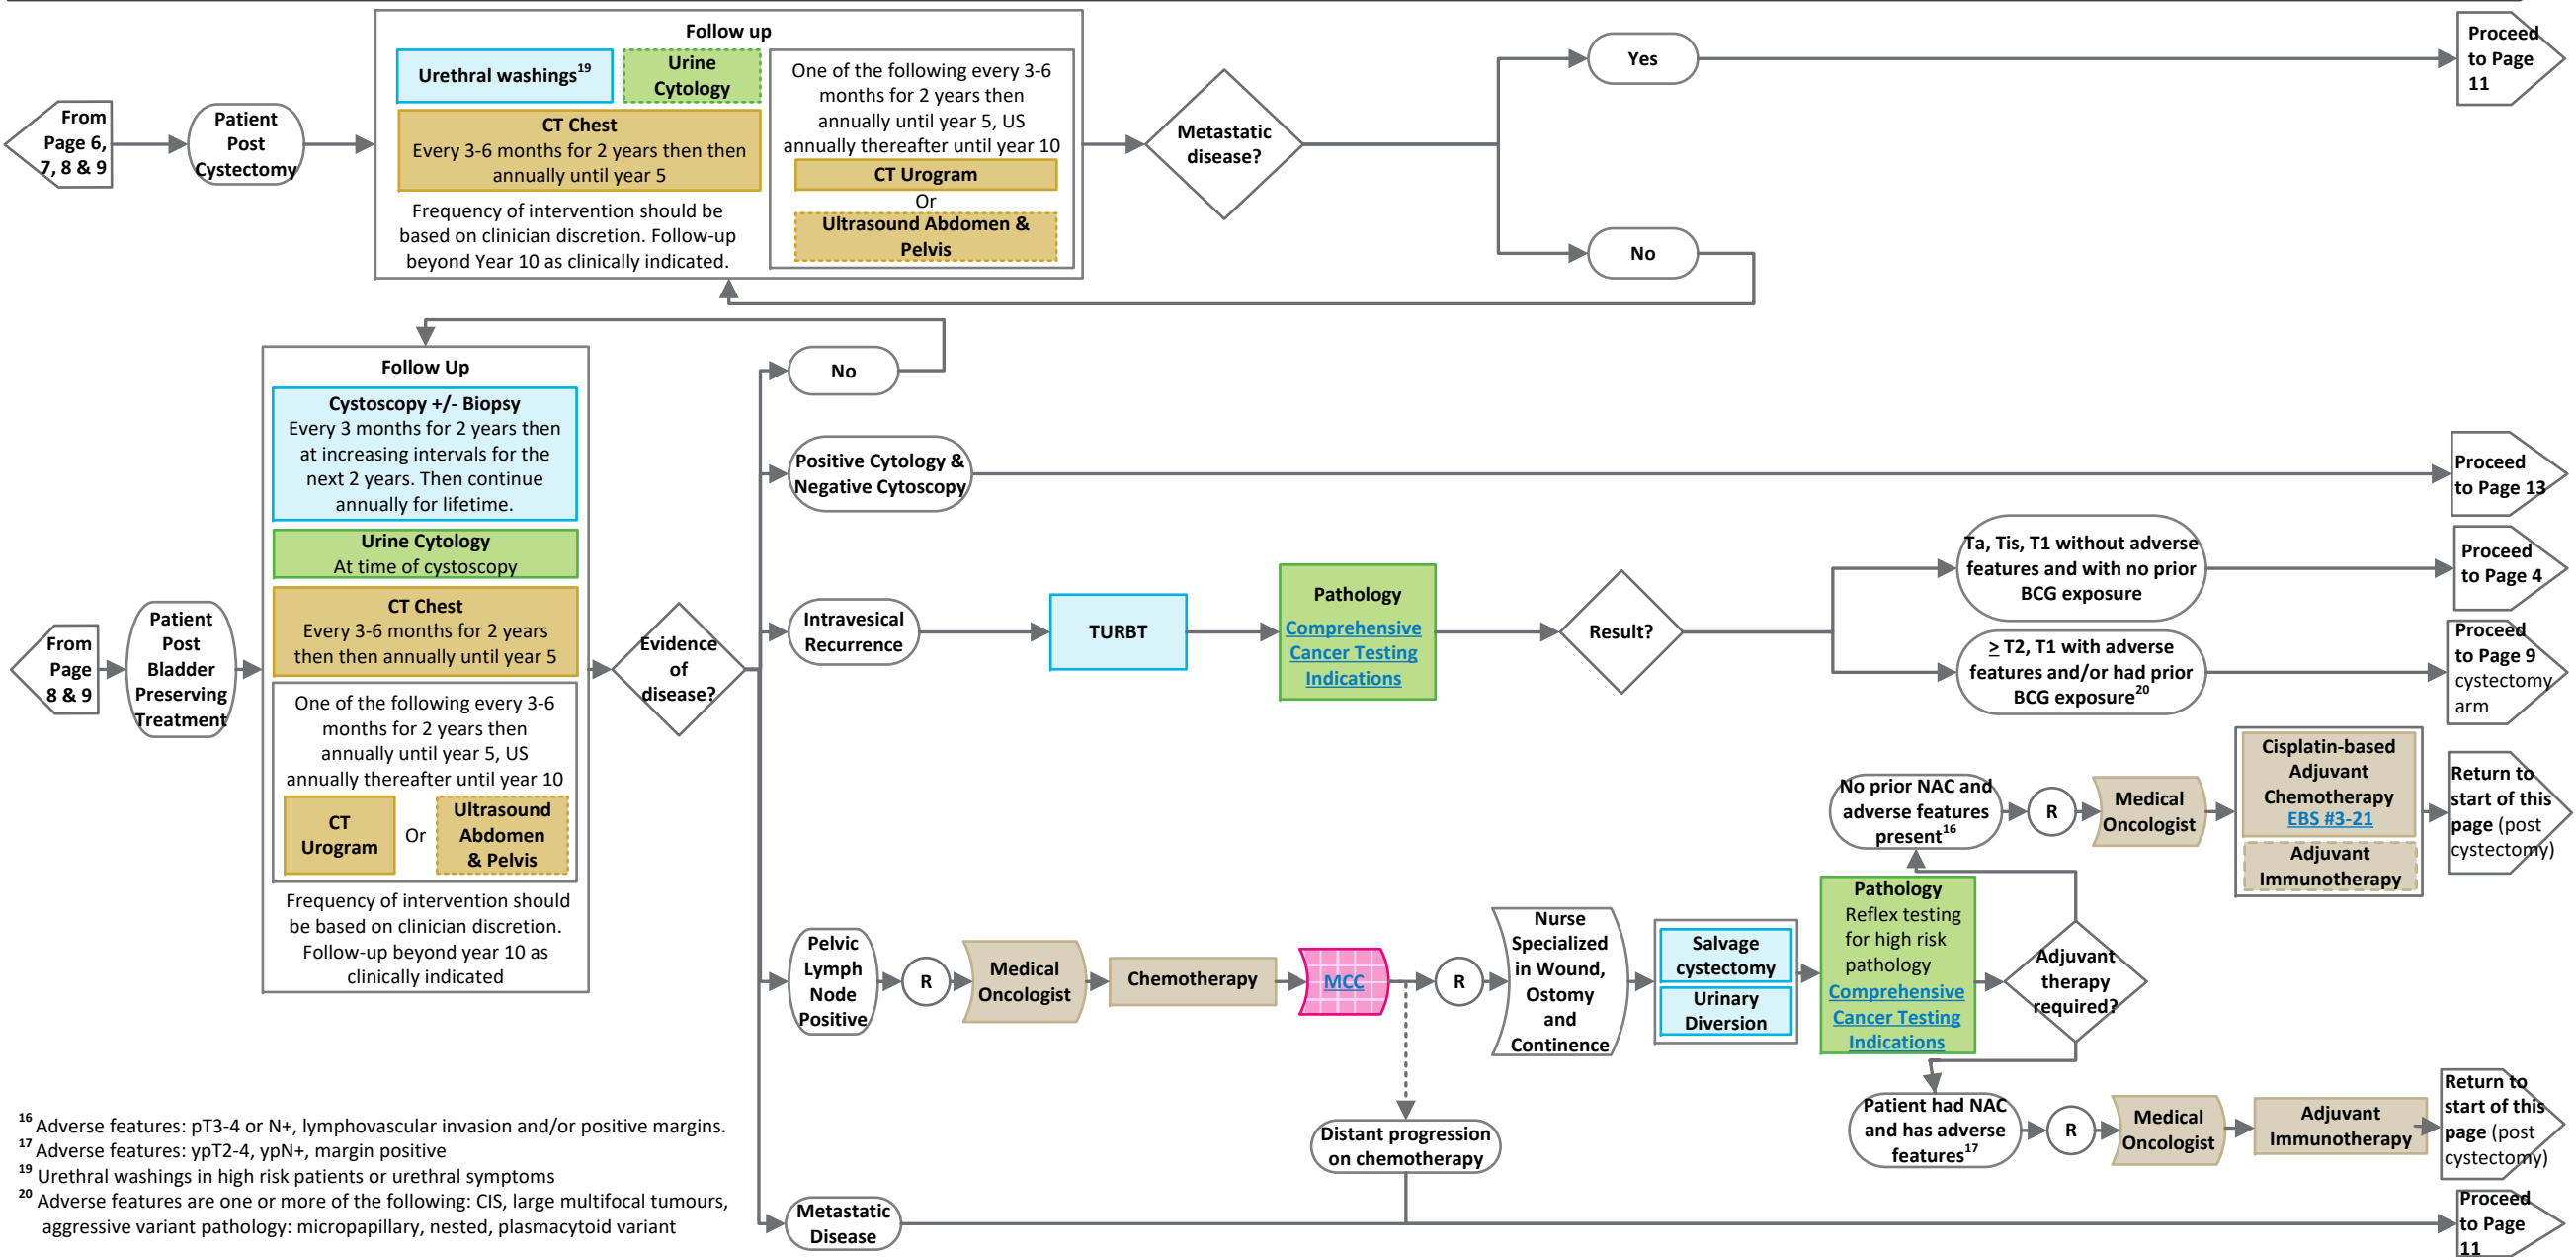 From
Page 6,
7, 8 & 9
Patient
Post
Cystectomy
Follow up
Urethral washings19
Urine
Cytology
CT Chest
Every 3-6 months for 2 years then then
annually until year 5
Frequency of intervention should be
based on clinician discretion. Follow-up
beyond Year 10 as clinically indicated.
One of the following every 3-6
months for 2 years then
annually until year 5, US
annually thereafter until year 10
CT Urogram
Or
Ultrasound Abdomen &
Pelvis
Metastatic
disease?
Yes
Proceed
to Page
11
No
From
Page
8 & 9
Patient
Post
Bladder
Preserving
Treatment
Follow Up
Cystoscopy +/- Biopsy
Every 3 months for 2 years then
at increasing intervals for the
next 2 years. Then continue
annually for lifetime.
Urine Cytology
At time of cystoscopy
CT Chest
Every 3-6 months for 2 years
then then annually until year 5
One of the following every 3-6
months for 2 years then
annually until year 5, US
annually thereafter until year 10
CT
Urogram
Or
Ultrasound
Abdomen
& Pelvis
Frequency of intervention should
be based on clinician discretion.
Follow-up beyond year 10 as
clinically indicated
Evidence
of
disease?
No
Positive Cytology &
Negative Cytoscopy
Proceed
to Page 13
Intravesical
Recurrence
TURBT
Pathology
Comprehensive
Cancer Testing
Indications
Result?
Ta, Tis, T1 without adverse
features and with no prior
BCG exposure
Proceed
to Page 4
≥ T2, T1 with adverse
features and/or had prior
BCG exposure20
Proceed
to Page 9
cystectomy
arm
Pelvic
Lymph
Node
Positive
R
Medical
Oncologist
Chemotherapy
MCC
R
Nurse
Specialized
in Wound,
Ostomy
and
Continence
Salvage
cystectomy
Urinary
Diversion
Pathology
Reflex testing
for high risk
pathology
Comprehensive
Cancer Testing
Indications
Adjuvant
therapy
required?
No prior NAC and
adverse features
present16
R
Medical
Oncologist
Cisplatin-based
Adjuvant
Chemotherapy
EBS #3-21
Adjuvant
Immunotherapy
Return to
start of this
page (post
cystectomy)
Patient had NAC
and has adverse
features17
R
Medical
Oncologist
Adjuvant
Immunotherapy
Return to
start of this
page (post
cystectomy)
Distant progression
on chemotherapy
Metastatic
Disease
Proceed
to Page
11
16 Adverse features: pT3-4 or N+, lymphovascular invasion and/or positive margins.
17 Adverse features: ypT2-4, ypN+, margin positive
19 Urethral washings in high risk patients or urethral symptoms
20 Adverse features are one or more of the following: CIS, large multifocal tumours,
aggressive variant pathology: micropapillary, nested, plasmacytoid variant